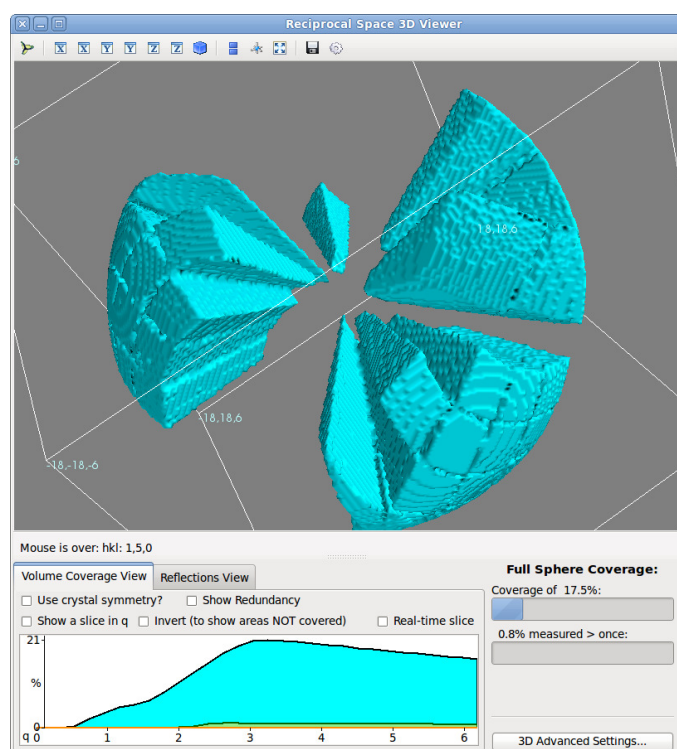 Reciprocal Space 3D Viewer
X X Y Y Z Z
18,18,6
-18,18,6
-18,-18,-6
Mouse is over: hkl: 1,5,0
Volume Coverage View Reflections View
Use crystal symmetry? Show Redundancy
Show a slice in q Invert (to show areas NOT covered) Real-time slice
21
%
0
q 0 1 2 3 4 5 6
Full Sphere Coverage:
Coverage of 17.5%:
0.8% measured > once:
3D Advanced Settings...